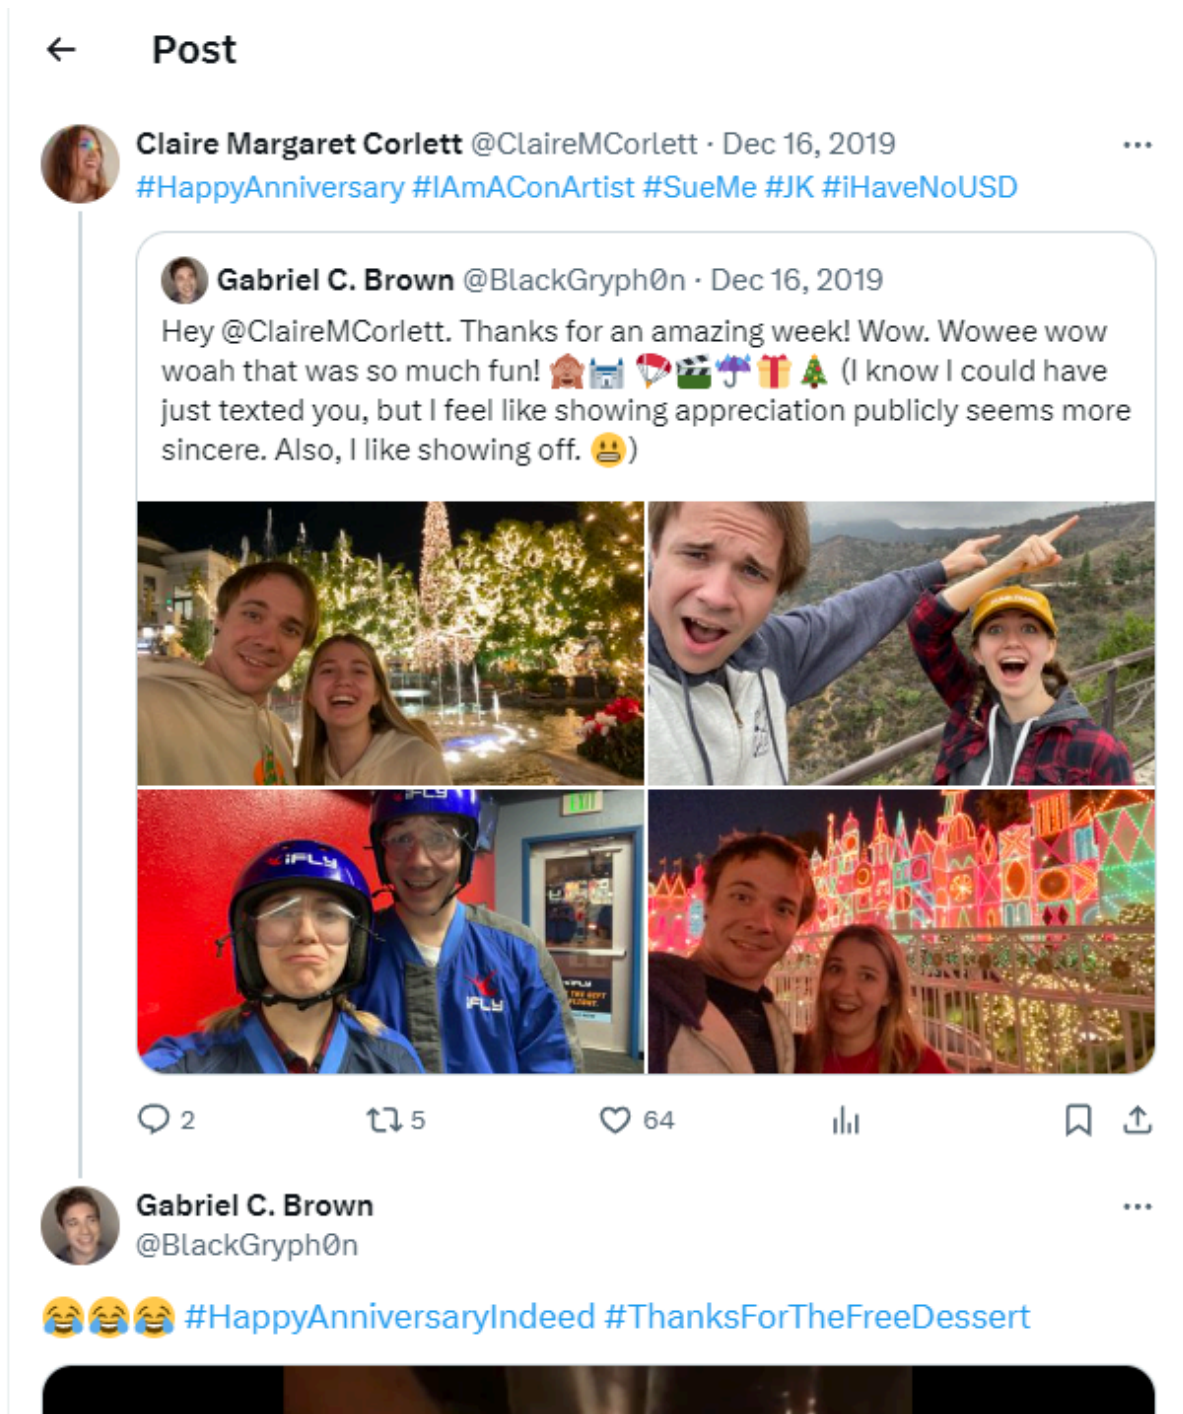 Post
Claire Margaret Corlett @ClaireMCorlett · Dec 16, 2019
#HappyAnniversary #IAmAConArtist #SueMe #JK #iHaveNoUSD
Gabriel C. Brown @BlackGryph0n · Dec 16, 2019
Hey @ClaireMCorlett. Thanks for an amazing week! Wow. Wowee wow
woah that was so much fun! 🙈🏰 🪂🎬☔🎁🎄 (I know I could have
just texted you, but I feel like showing appreciation publicly seems more
sincere. Also, I like showing off. 😬)
iFLY
iFLY
EXIT
iFLY
2
5
64
Gabriel C. Brown
@BlackGryph0n
😂😂😂 #HappyAnniversaryIndeed #ThanksForTheFreeDessert